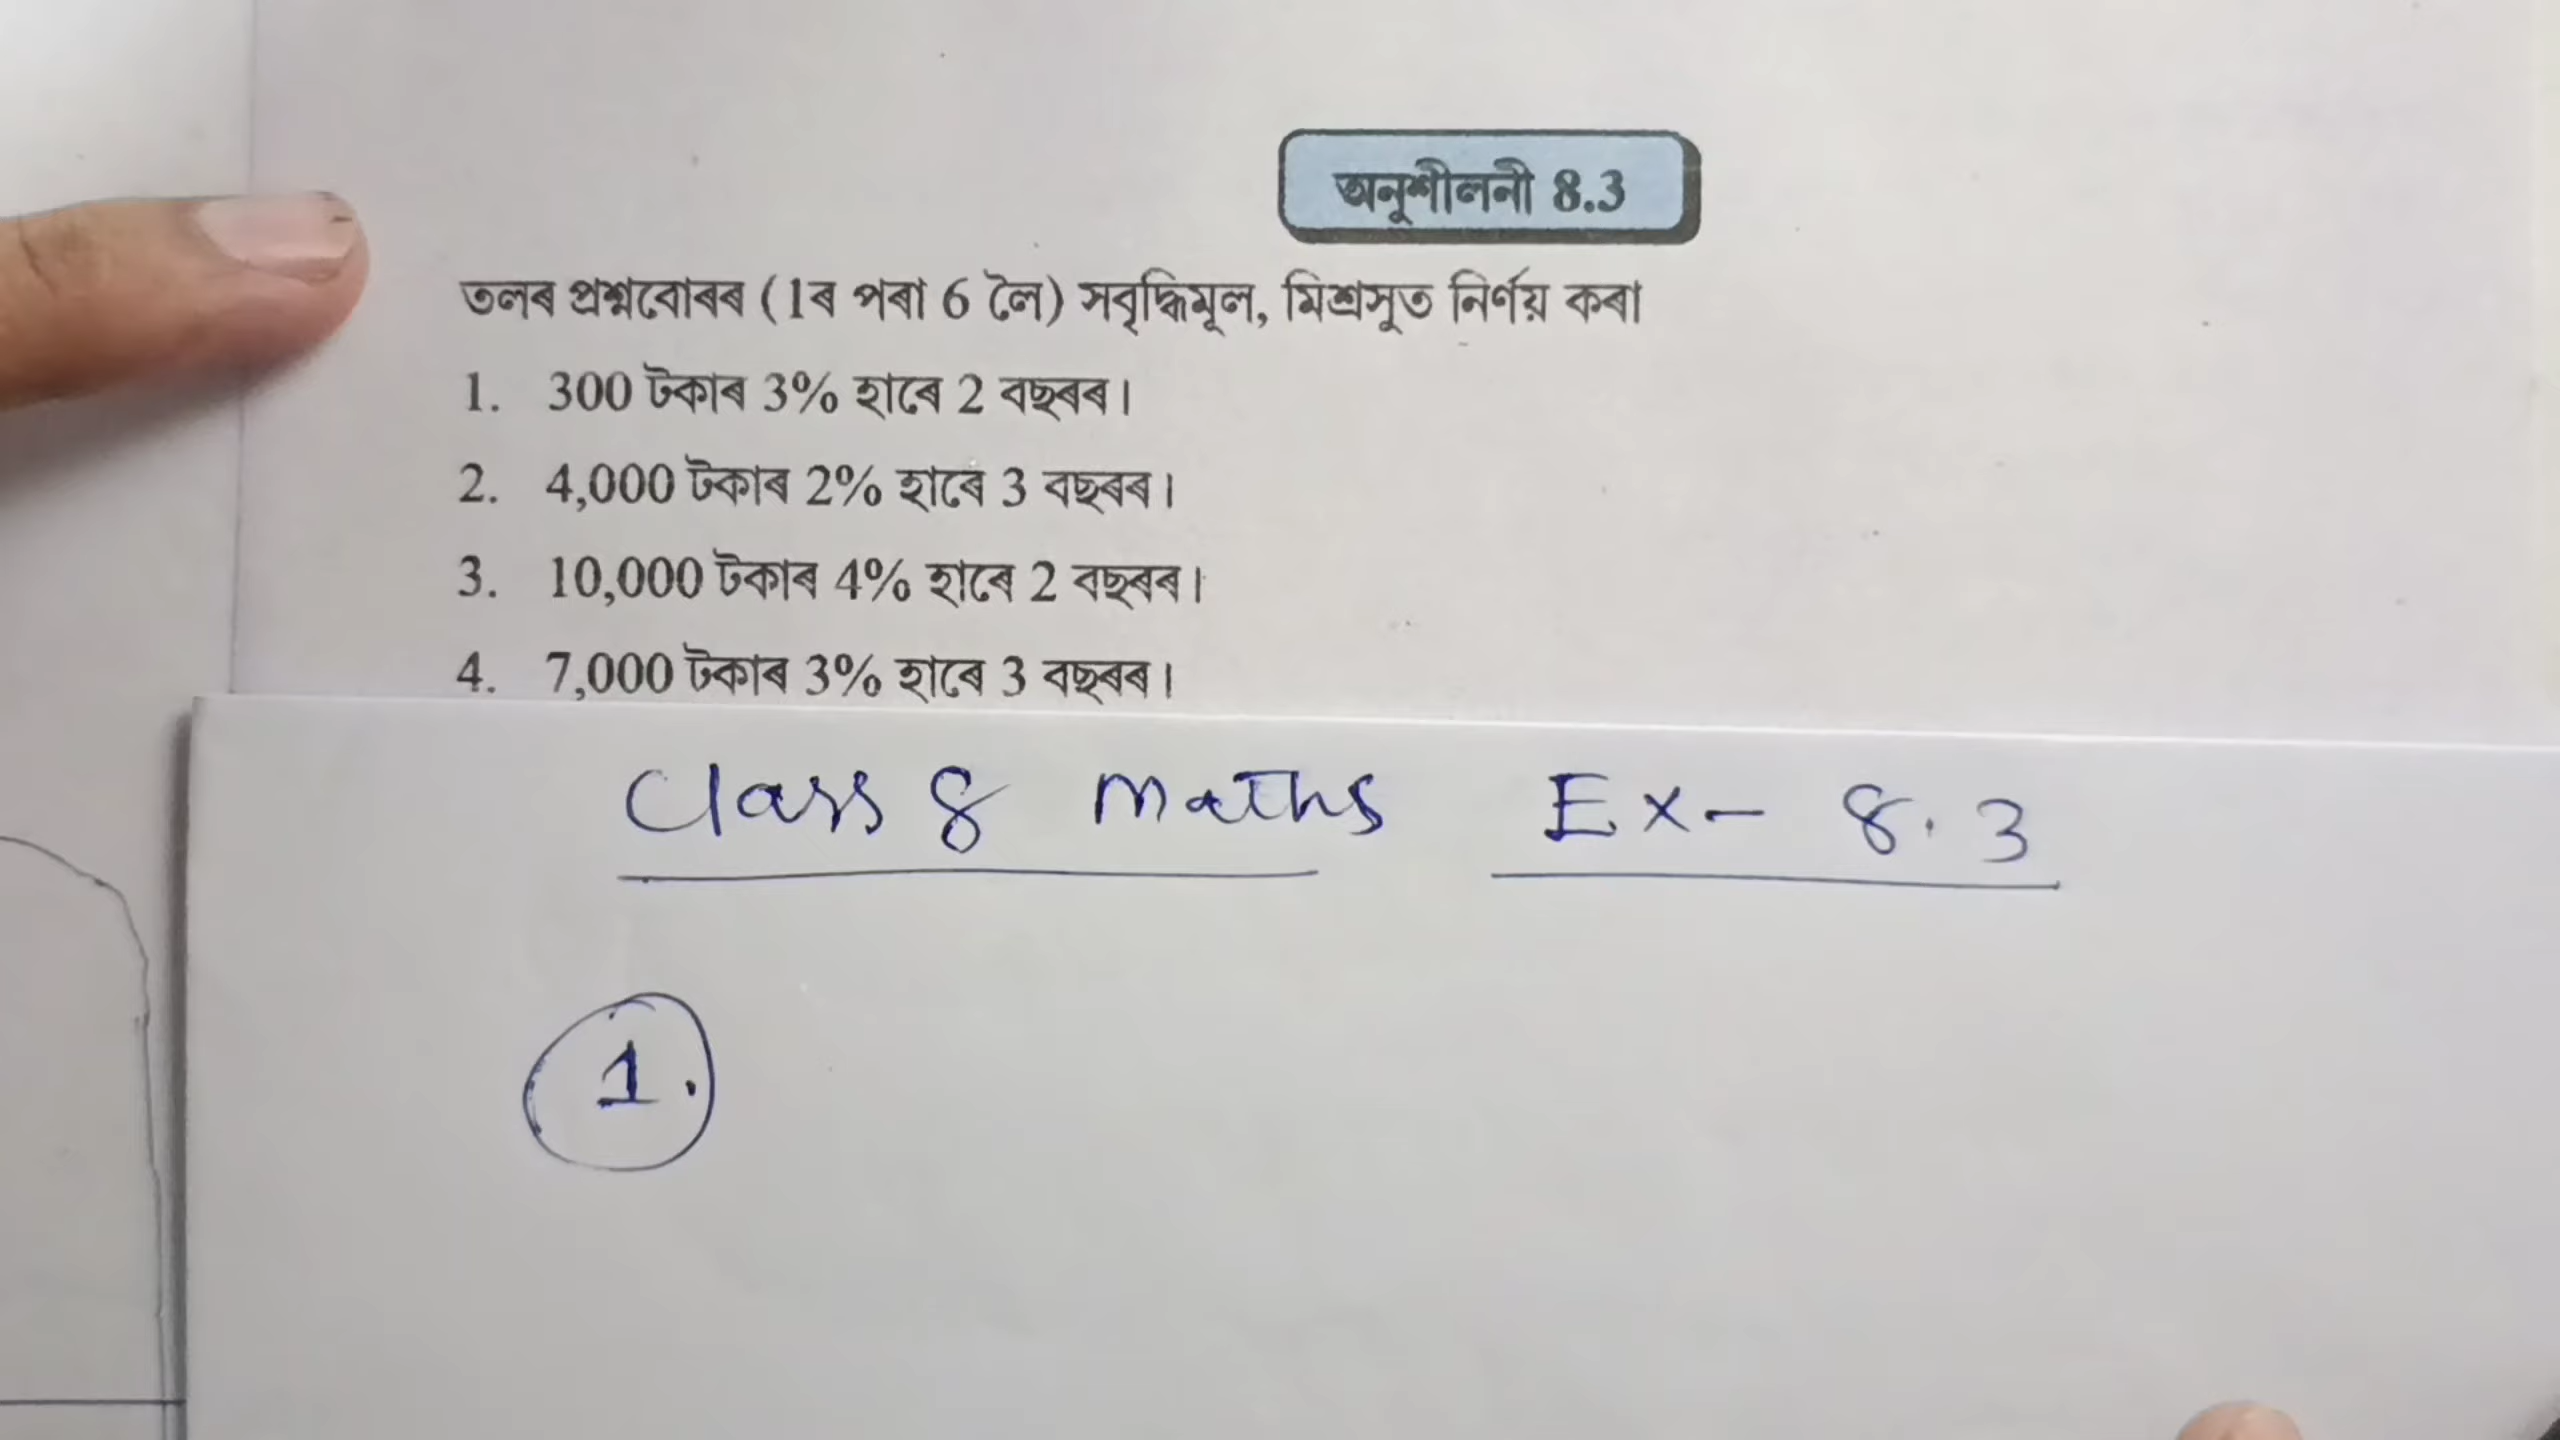 অনুশীলনী 8.3
তলৰ প্ৰশ্নবোৰৰ (1ৰ পৰা 6 লৈ) সবৃদ্ধিমূল, মিশ্ৰসুত নিৰ্ণয় কৰা
1. 300 টকাৰ 3% হাৰে 2 বছৰৰ।
2. 4,000 টকাৰ 2% হাৰে 3 বছৰৰ।
3. 10,000 টকাৰ 4% হাৰে 2 বছৰৰ।
4. 7,000 টকাৰ 3% হাৰে 3 বছৰৰ।
Class 8 Maths Ex- 8.3
1.